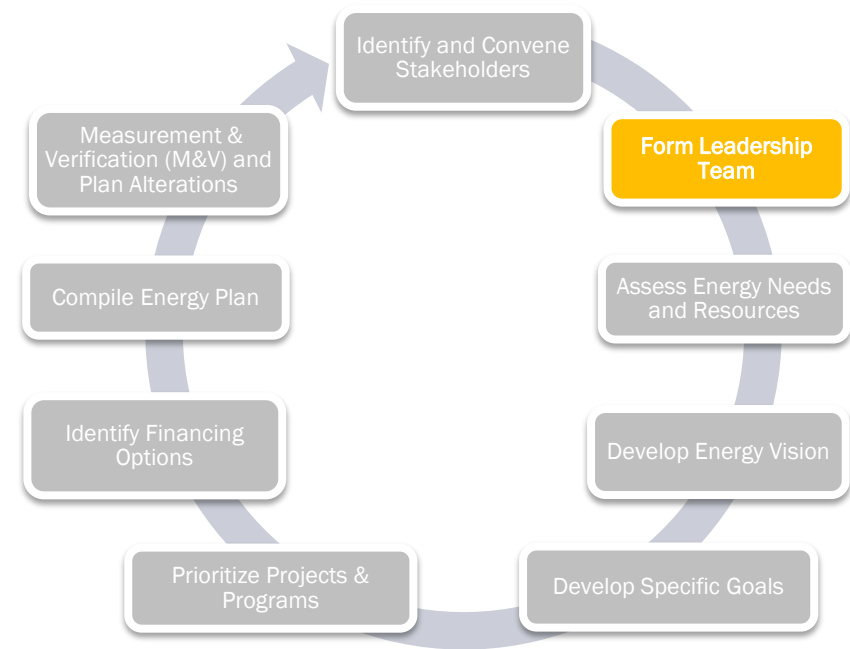 Identify and Convene
Stakeholders
Form Leadership
Team
Assess Energy Needs
and Resources
Develop Energy Vision
Develop Specific Goals
Prioritize Projects &
Programs
Identify Financing
Options
Compile Energy Plan
Measurement &
Verification (M&V) and
Plan Alterations